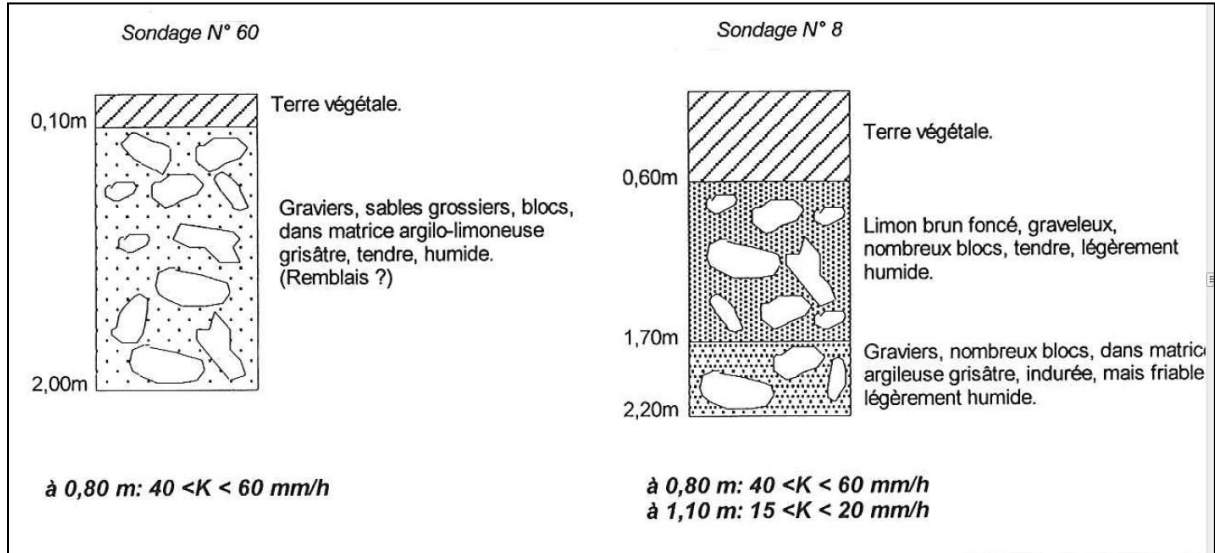 Sondage N° 60
0,10m
Terre végétale.
Graviers, sables grossiers, blocs,
dans matrice argilo-limoneuse
grisâtre, tendre, humide.
(Remblais ?)
2,00m
à 0,80 m: 40 <K < 60 mm/h
Sondage N° 8
Terre végétale.
0,60m
Limon brun foncé, graveleux,
nombreux blocs, tendre, légèrement
humide.
1,70m
Graviers, nombreux blocs, dans matric
argileuse grisâtre, indurée, mais friable
légèrement humide.
2,20m
à 0,80 m: 40 <K < 60 mm/h
à 1,10 m: 15 <K < 20 mm/h